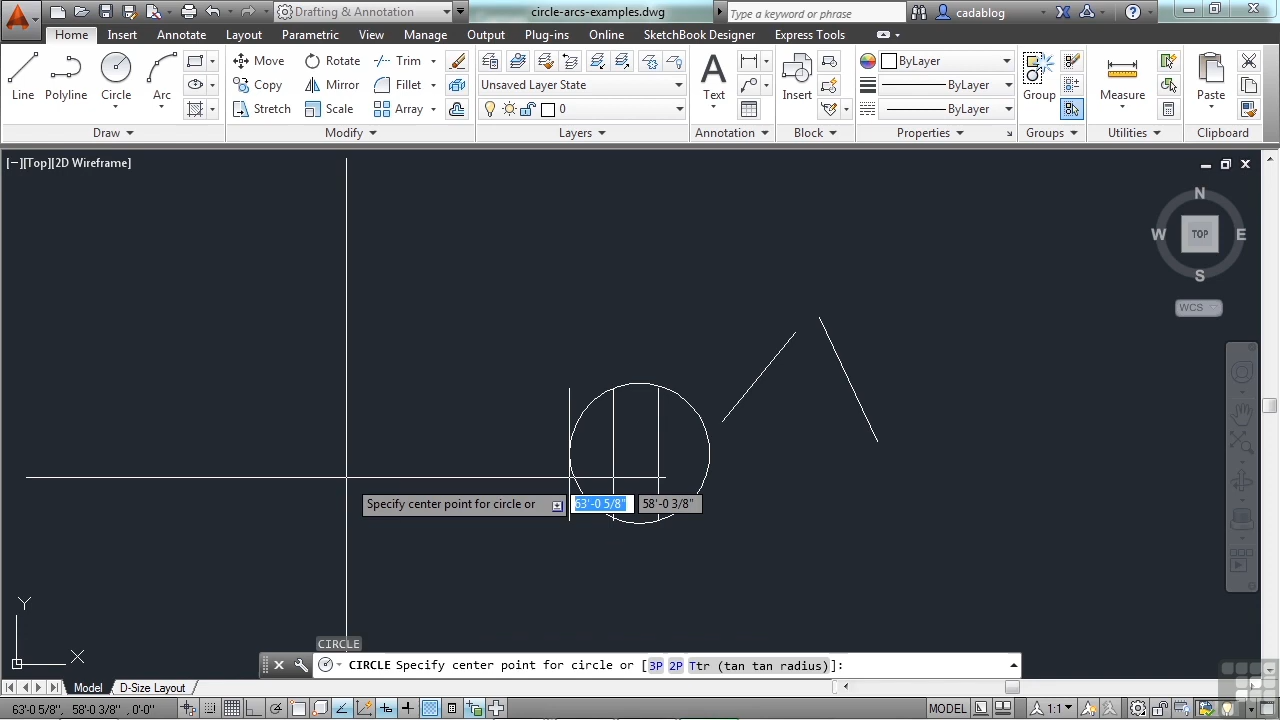 Drafting & Annotation
circle-arcs-examples.dwg
Type a keyword or phrase
cadablog
Home Insert Annotate Layout Parametric View Manage Output Plug-ins Online SketchBook Designer Express Tools
Line Polyline Circle Arc
Move Rotate Trim
Copy Mirror Fillet
Stretch Scale Array
Unsaved Layer State
0
Text
Insert
ByLayer
ByLayer
ByLayer
Group
Measure
Paste
Draw Modify Layers Annotation Block Properties Groups Utilities Clipboard
[−][Top][2D Wireframe]
N
W TOP E
S
WCS
Specify center point for circle or 63'-0 5/8" 58'-0 3/8"
Y
X
CIRCLE
CIRCLE Specify center point for circle or [3P 2P Ttr (tan tan radius)]:
Model D-Size Layout
63'-0 5/8", 58'-0 3/8" , 0'-0"
MODEL 1:1